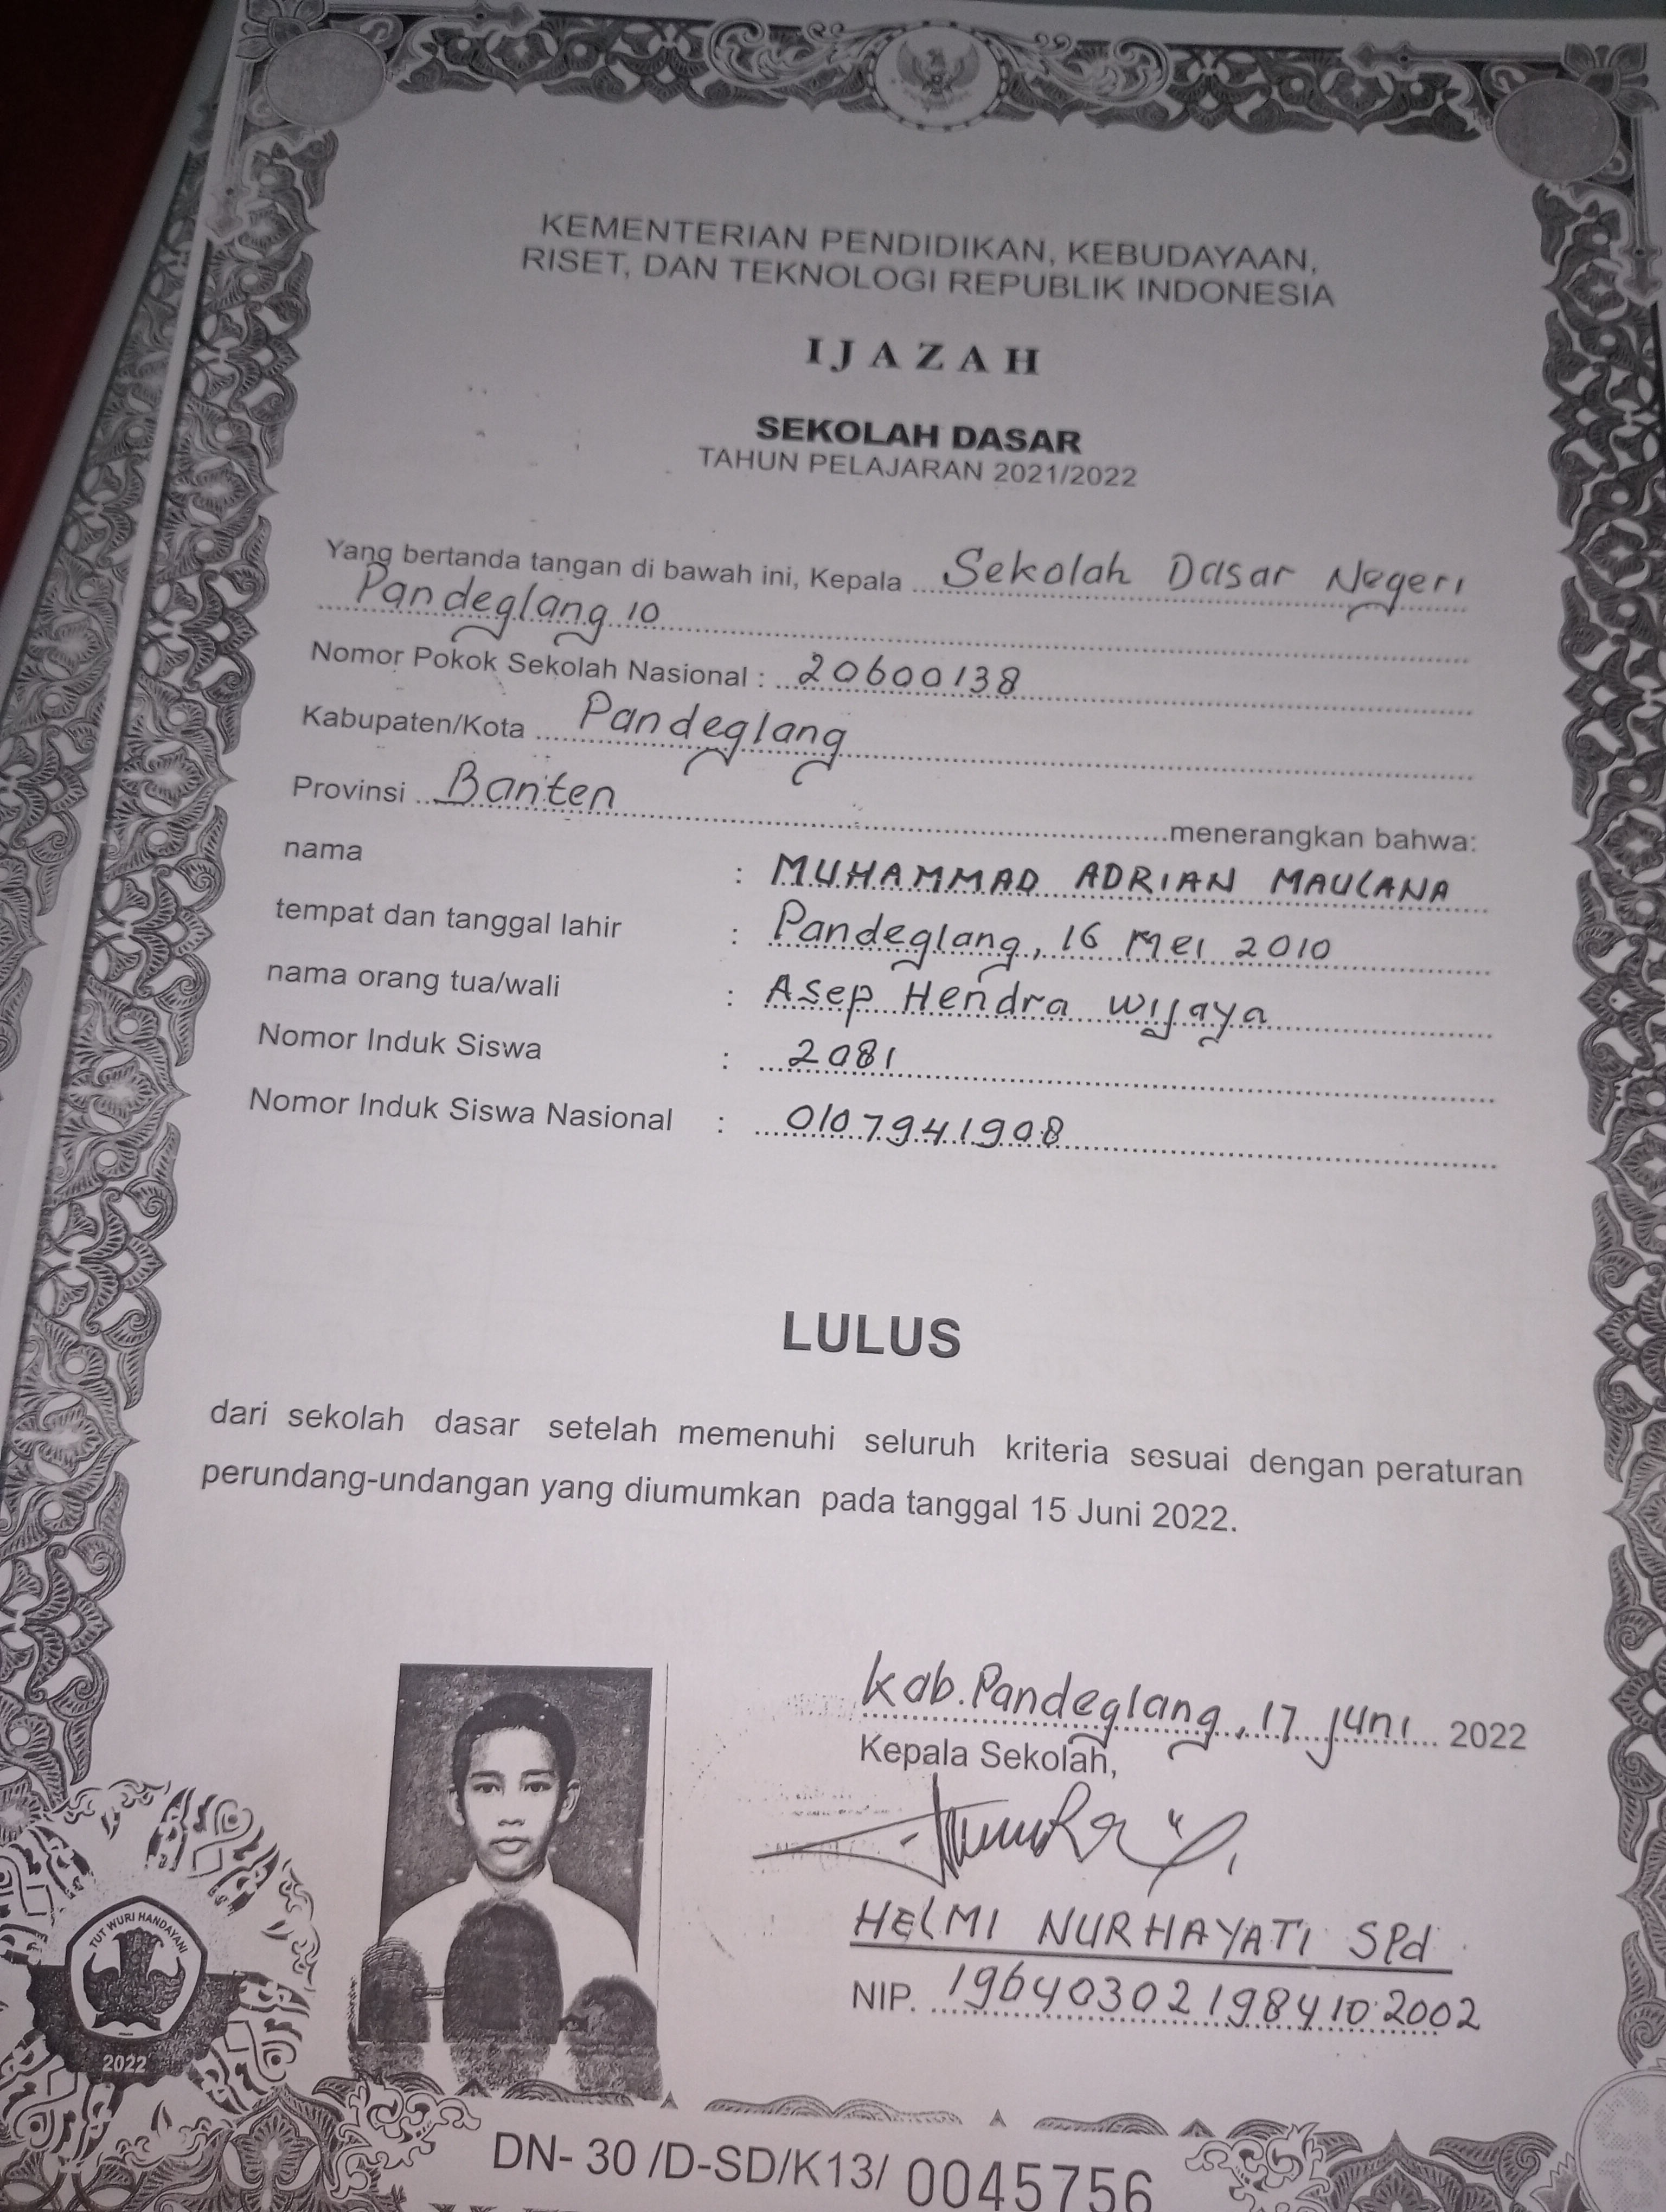 KEMENTERIAN PENDIDIKAN, KEBUDAYAAN,
RISET, DAN TEKNOLOGI REPUBLIK INDONESIA
IJAZAH
SEKOLAH DASAR
TAHUN PELAJARAN 2021/2022
Yang bertanda tangan di bawah ini, Kepala Sekolah Dasar Negeri
Pandeglang 10
Nomor Pokok Sekolah Nasional : 20600138
Kabupaten/Kota Pandeglang
Provinsi Banten menerangkan bahwa:
nama : MUHAMMAD ADRIAN MAULANA
tempat dan tanggal lahir : Pandeglang, 16 Mei 2010
nama orang tua/wali : Asep Hendra Wijaya
Nomor Induk Siswa : 2081
Nomor Induk Siswa Nasional : 0107941908
LULUS
dari sekolah dasar setelah memenuhi seluruh kriteria sesuai dengan peraturan
perundang-undangan yang diumumkan pada tanggal 15 Juni 2022.
Kab. Pandeglang, 17 Juni 2022
Kepala Sekolah,
HELMI NURHAYATI SPd
NIP. 196403021984102002
TUT WURI HANDAYANI
2022
DN- 30 /D-SD/K13/ 0045756